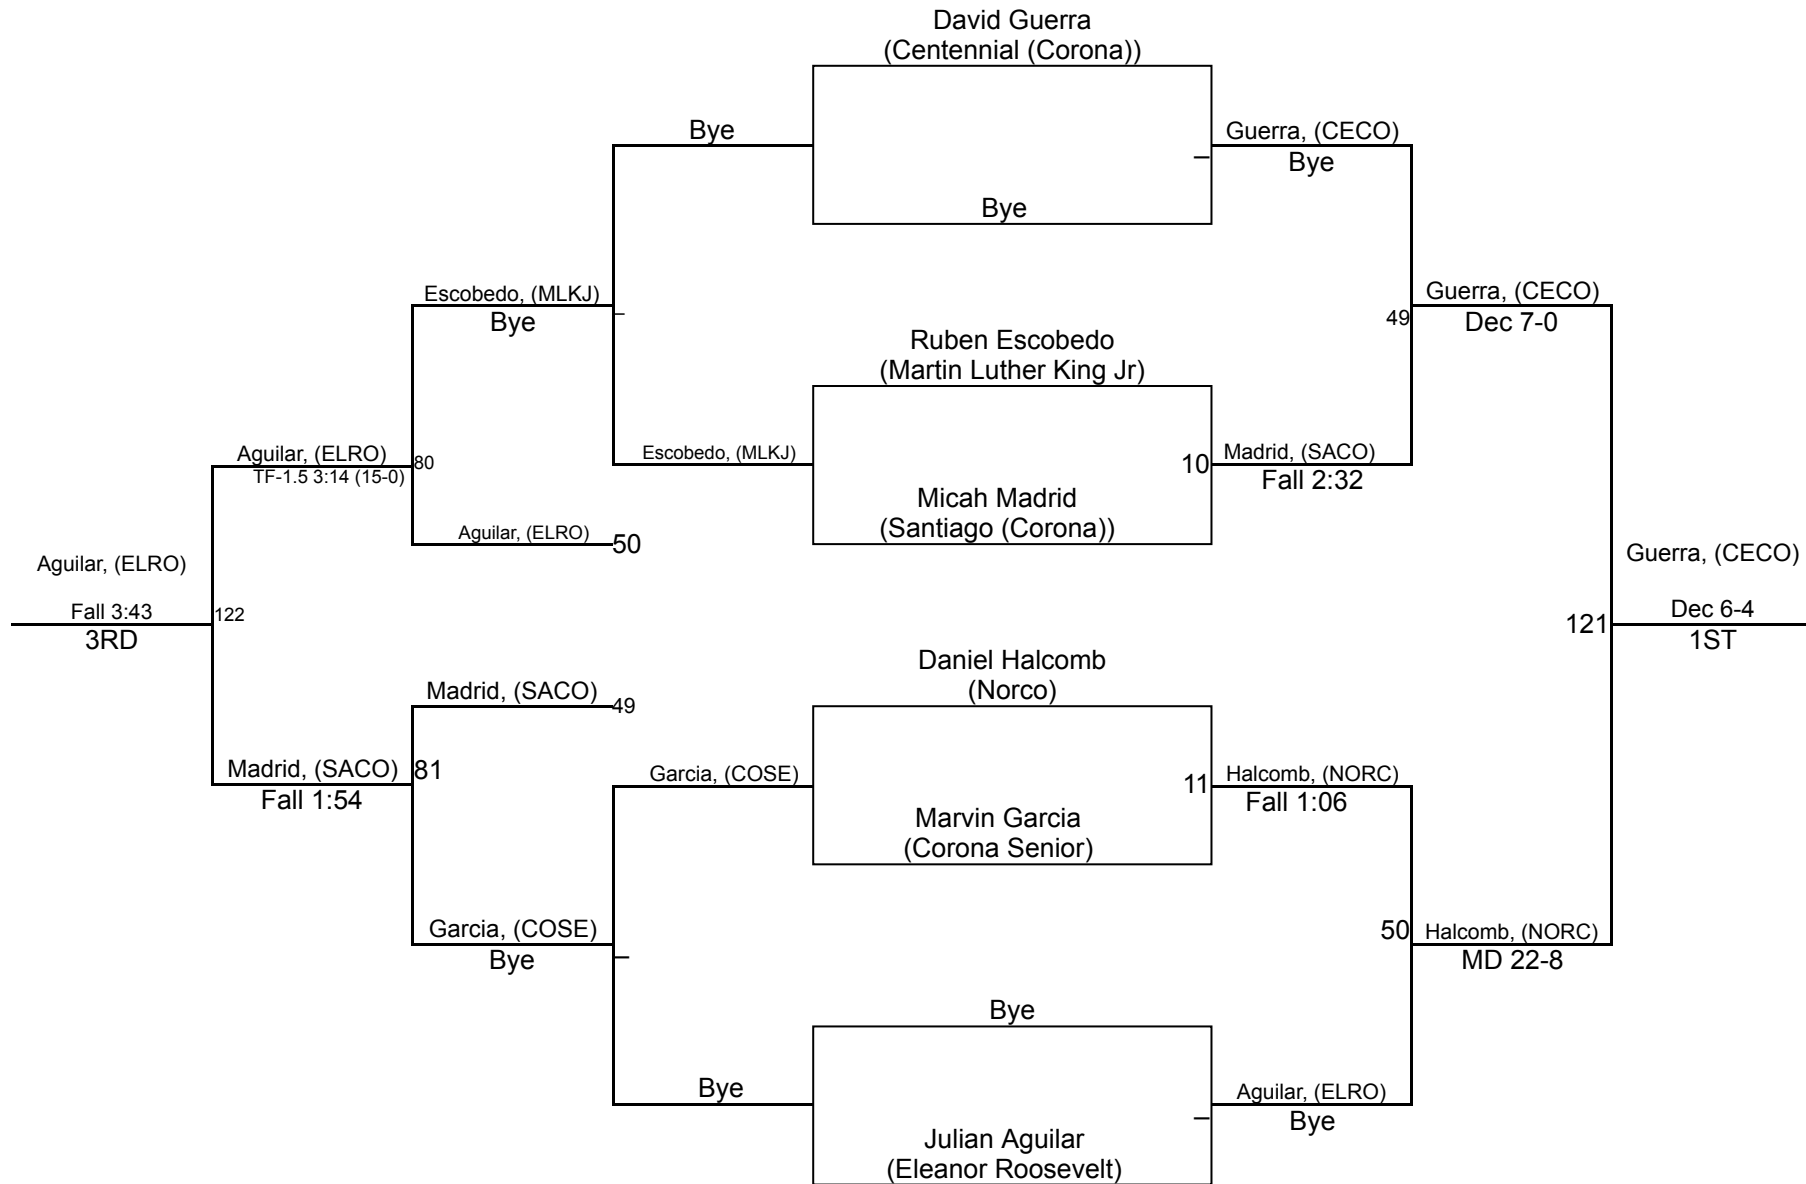 David Guerra
(Centennial (Corona))
Bye
Guerra, (CECO)
Bye
Bye
Escobedo, (MLKJ)
Bye
Guerra, (CECO)
49
Dec 7-0
Ruben Escobedo
(Martin Luther King Jr)
Aguilar, (ELRO)
80
TF-1.5 3:14 (15-0)
Escobedo, (MLKJ)
10
Madrid, (SACO)
Fall 2:32
Micah Madrid
(Santiago (Corona))
Aguilar, (ELRO)
50
Aguilar, (ELRO)
Fall 3:43
122
3RD
Guerra, (CECO)
121
Dec 6-4
1ST
Daniel Halcomb
(Norco)
Madrid, (SACO)
49
Madrid, (SACO)
81
Fall 1:54
Garcia, (COSE)
11
Halcomb, (NORC)
Fall 1:06
Marvin Garcia
(Corona Senior)
Garcia, (COSE)
Bye
50
Halcomb, (NORC)
MD 22-8
Bye
Bye
Aguilar, (ELRO)
Bye
Julian Aguilar
(Eleanor Roosevelt)